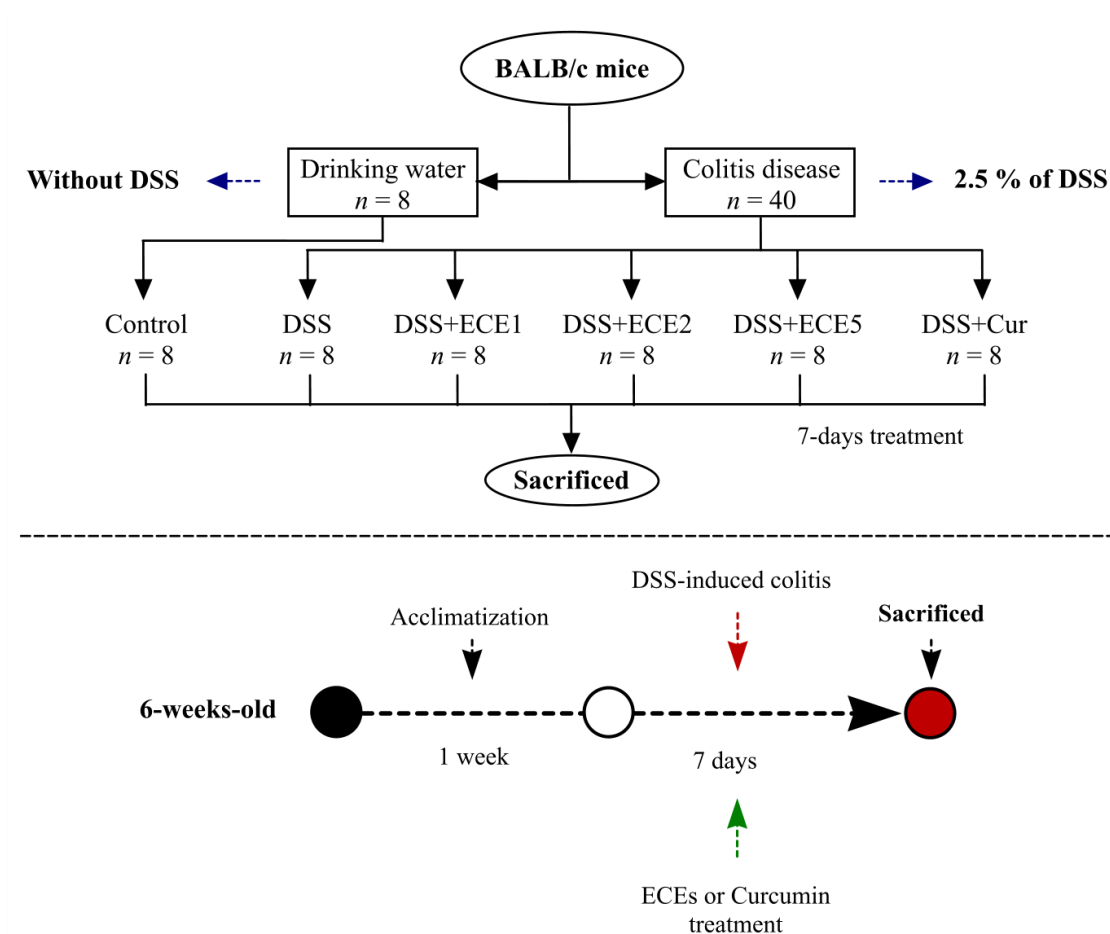 BALB/c mice
Without DSS
Drinking water
n = 8
Colitis disease
n = 40
2.5 % of DSS
Control
n = 8
DSS
n = 8
DSS+ECE1
n = 8
DSS+ECE2
n = 8
DSS+ECE5
n = 8
DSS+Cur
n = 8
7-days treatment
Sacrificed
DSS-induced colitis
Acclimatization
Sacrificed
6-weeks-old
1 week
7 days
ECEs or Curcumin
treatment